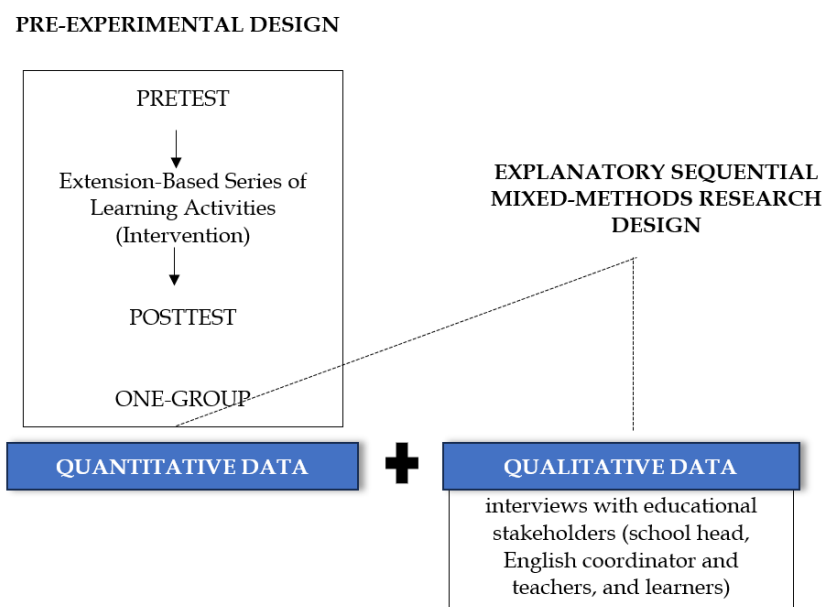 PRE-EXPERIMENTAL DESIGN
PRETEST
Extension-Based Series of
Learning Activities
(Intervention)
POSTTEST
ONE-GROUP
EXPLANATORY SEQUENTIAL
MIXED-METHODS RESEARCH
DESIGN
QUANTITATIVE DATA
QUALITATIVE DATA
interviews with educational
stakeholders (school head,
English coordinator and
teachers, and learners)